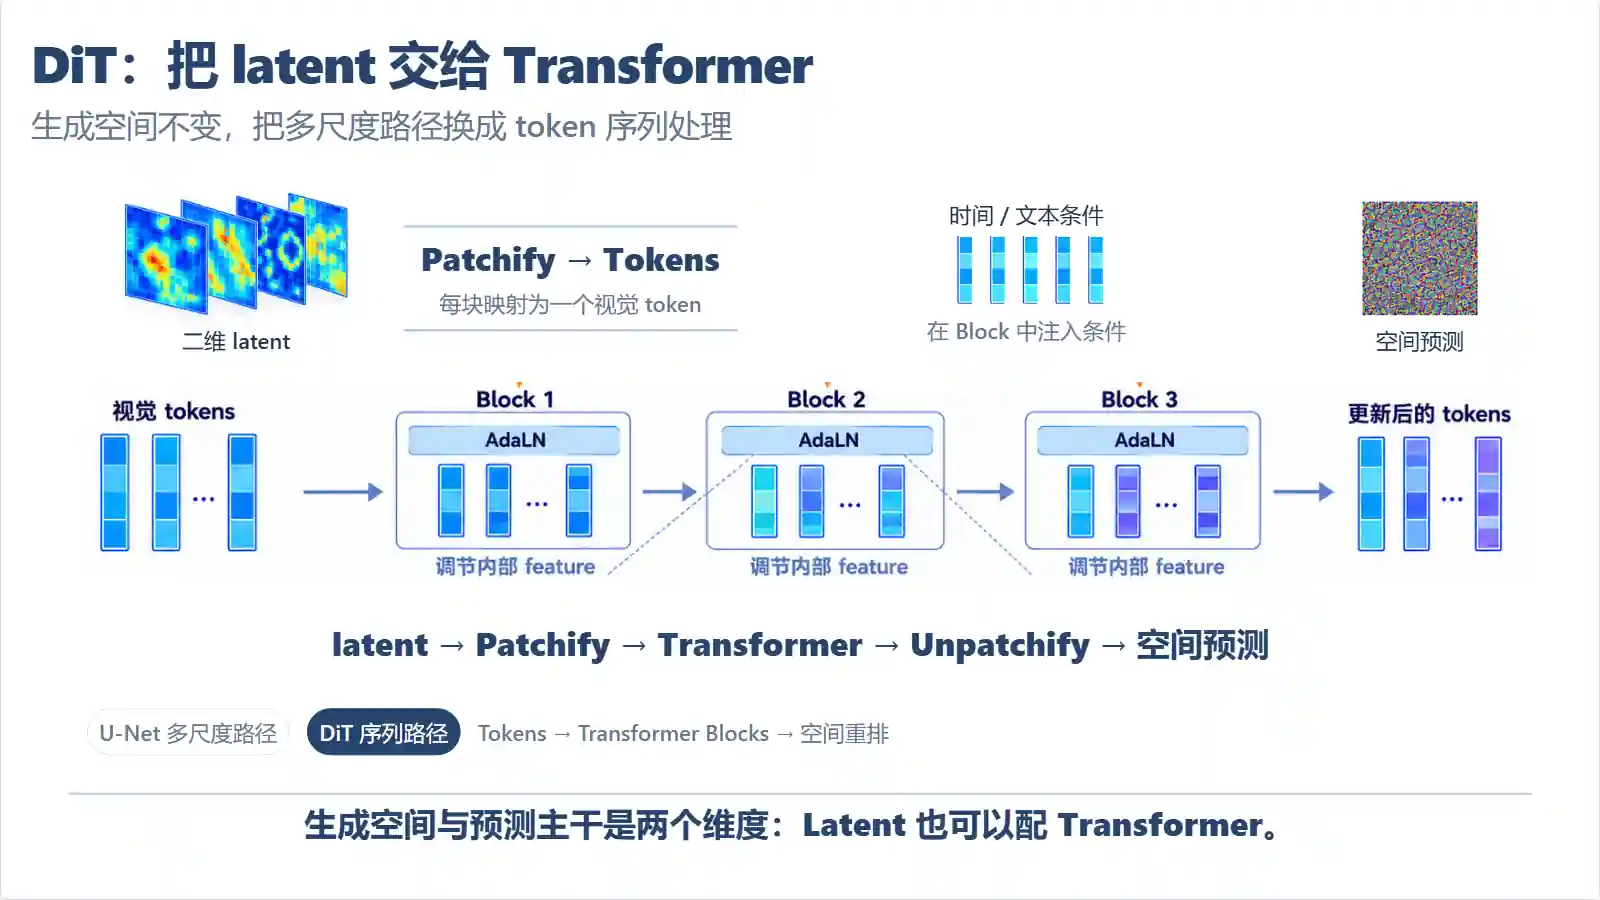 DiT：把 latent 交给 Transformer
生成空间不变，把多尺度路径换成 token 序列处理
二维 latent
Patchify → Tokens
每块映射为一个视觉 token
时间 / 文本条件
在 Block 中注入条件
空间预测
视觉 tokens
...
Block 1
AdaLN
...
调节内部 feature
Block 2
AdaLN
...
调节内部 feature
Block 3
AdaLN
...
调节内部 feature
更新后的 tokens
...
latent → Patchify → Transformer → Unpatchify → 空间预测
U-Net 多尺度路径
DiT 序列路径
Tokens → Transformer Blocks → 空间重排
生成空间与预测主干是两个维度：Latent 也可以配 Transformer。